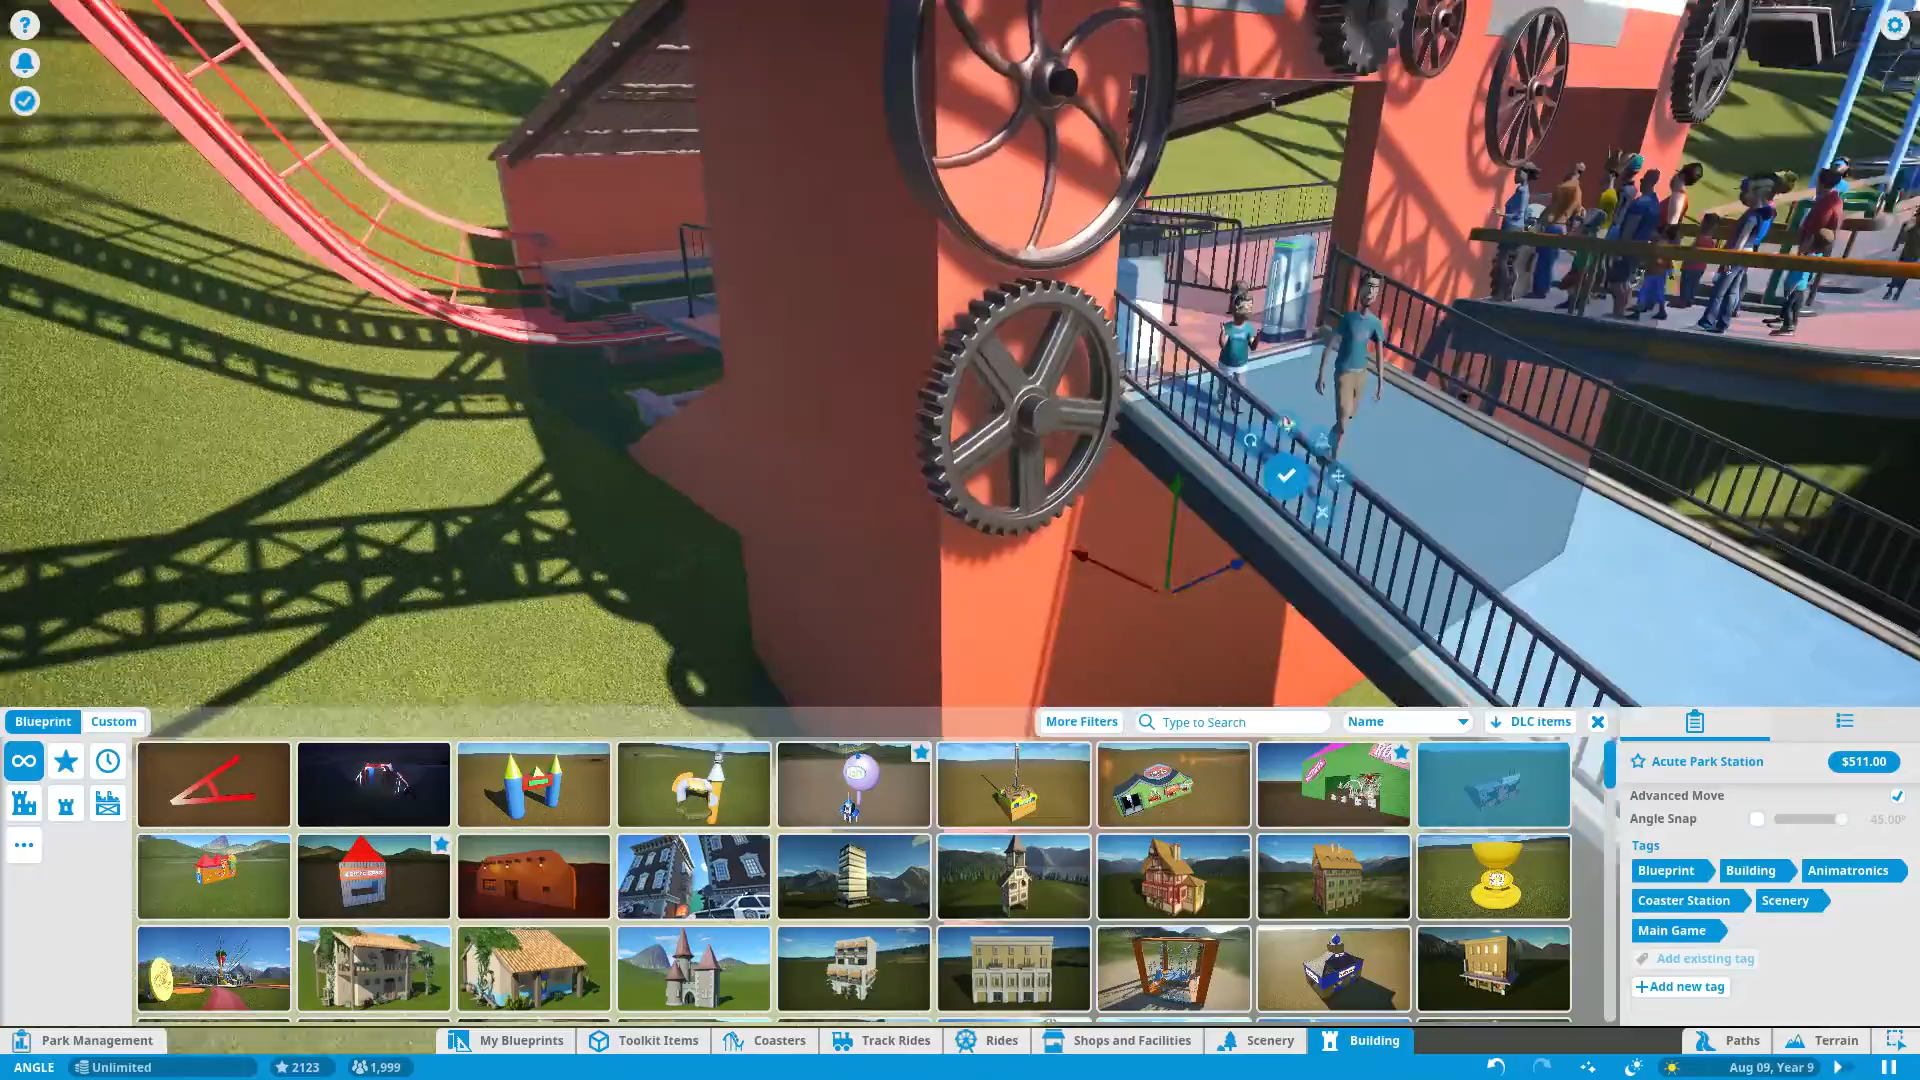 ?
Blueprint Custom
More Filters Type to Search Name DLC items
Acute Park Station $511.00
Advanced Move
Angle Snap 45.00°
Tags
Blueprint Building Animatronics
Coaster Station Scenery
Main Game
Add existing tag
+Add new tag
Park Management My Blueprints Toolkit Items Coasters Track Rides Rides Shops and Facilities Scenery Building Paths Terrain
ANGLE Unlimited 2123 1,999 Aug 09, Year 9